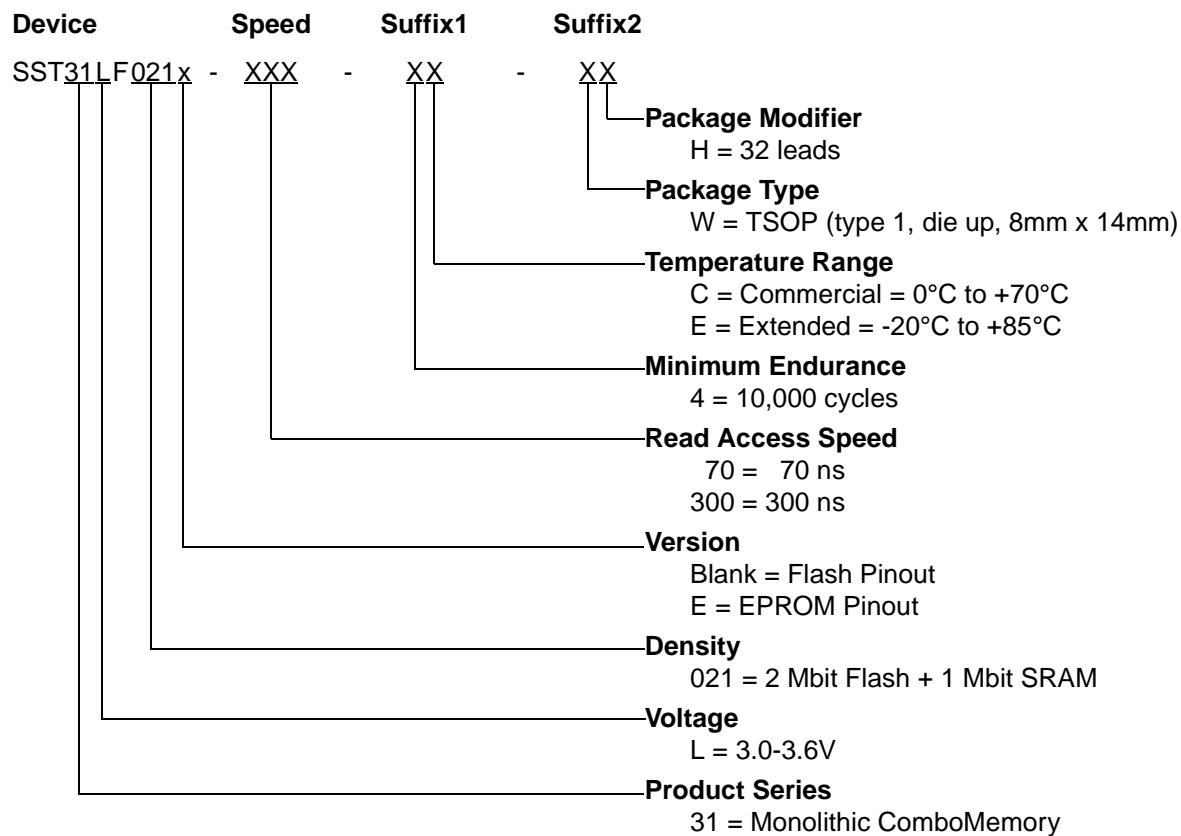 Device Speed Suffix1 Suffix2
SST31LF021x - XXX - XX - XX
Package Modifier
H = 32 leads
Package Type
W = TSOP (type 1, die up, 8mm x 14mm)
Temperature Range
C = Commercial = 0°C to +70°C
E = Extended = -20°C to +85°C
Minimum Endurance
4 = 10,000 cycles
Read Access Speed
70 = 70 ns
300 = 300 ns
Version
Blank = Flash Pinout
E = EPROM Pinout
Density
021 = 2 Mbit Flash + 1 Mbit SRAM
Voltage
L = 3.0-3.6V
Product Series
31 = Monolithic ComboMemory